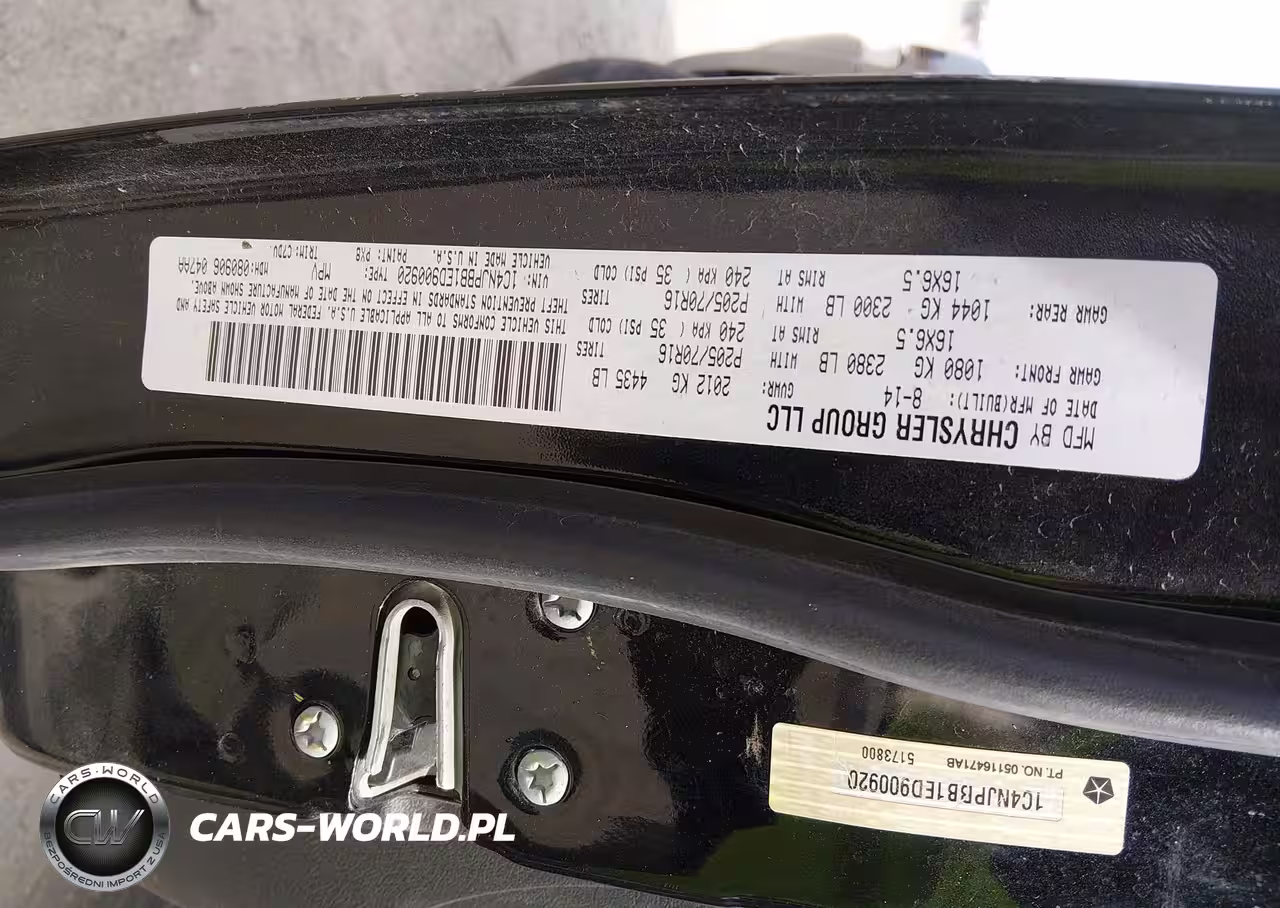 MFD BY CHRYSLER GROUP LLC
DATE OF MFR(BUILT): 8-14 GVWR: 2012 KG 4435 LB
GAWR FRONT: 1080 KG 2380 LB WITH P205/70R16 TIRES
16X6.5 RIMS AT 240 KPA ( 35 PSI) COLD
GAWR REAR: 1044 KG 2300 LB WITH P205/70R16 TIRES
16X6.5 RIMS AT 240 KPA ( 35 PSI) COLD
THIS VEHICLE CONFORMS TO ALL APPLICABLE U.S.A. FEDERAL MOTOR VEHICLE SAFETY AND
THEFT PREVENTION STANDARDS IN EFFECT ON THE DATE OF MANUFACTURE SHOWN ABOVE.
VIN: 1C4NJPBB1ED900920 TYPE: MPV MDH:080906 047AA
VEHICLE MADE IN U.S.A. PAINT: PXB TRIM: C7DV.
1C4NJPBB1ED900920
PT. NO. 05116471AB
5173800
CARS-WORLD
CW
BEZPOŚREDNI IMPORT Z USA
CARS-WORLD.PL